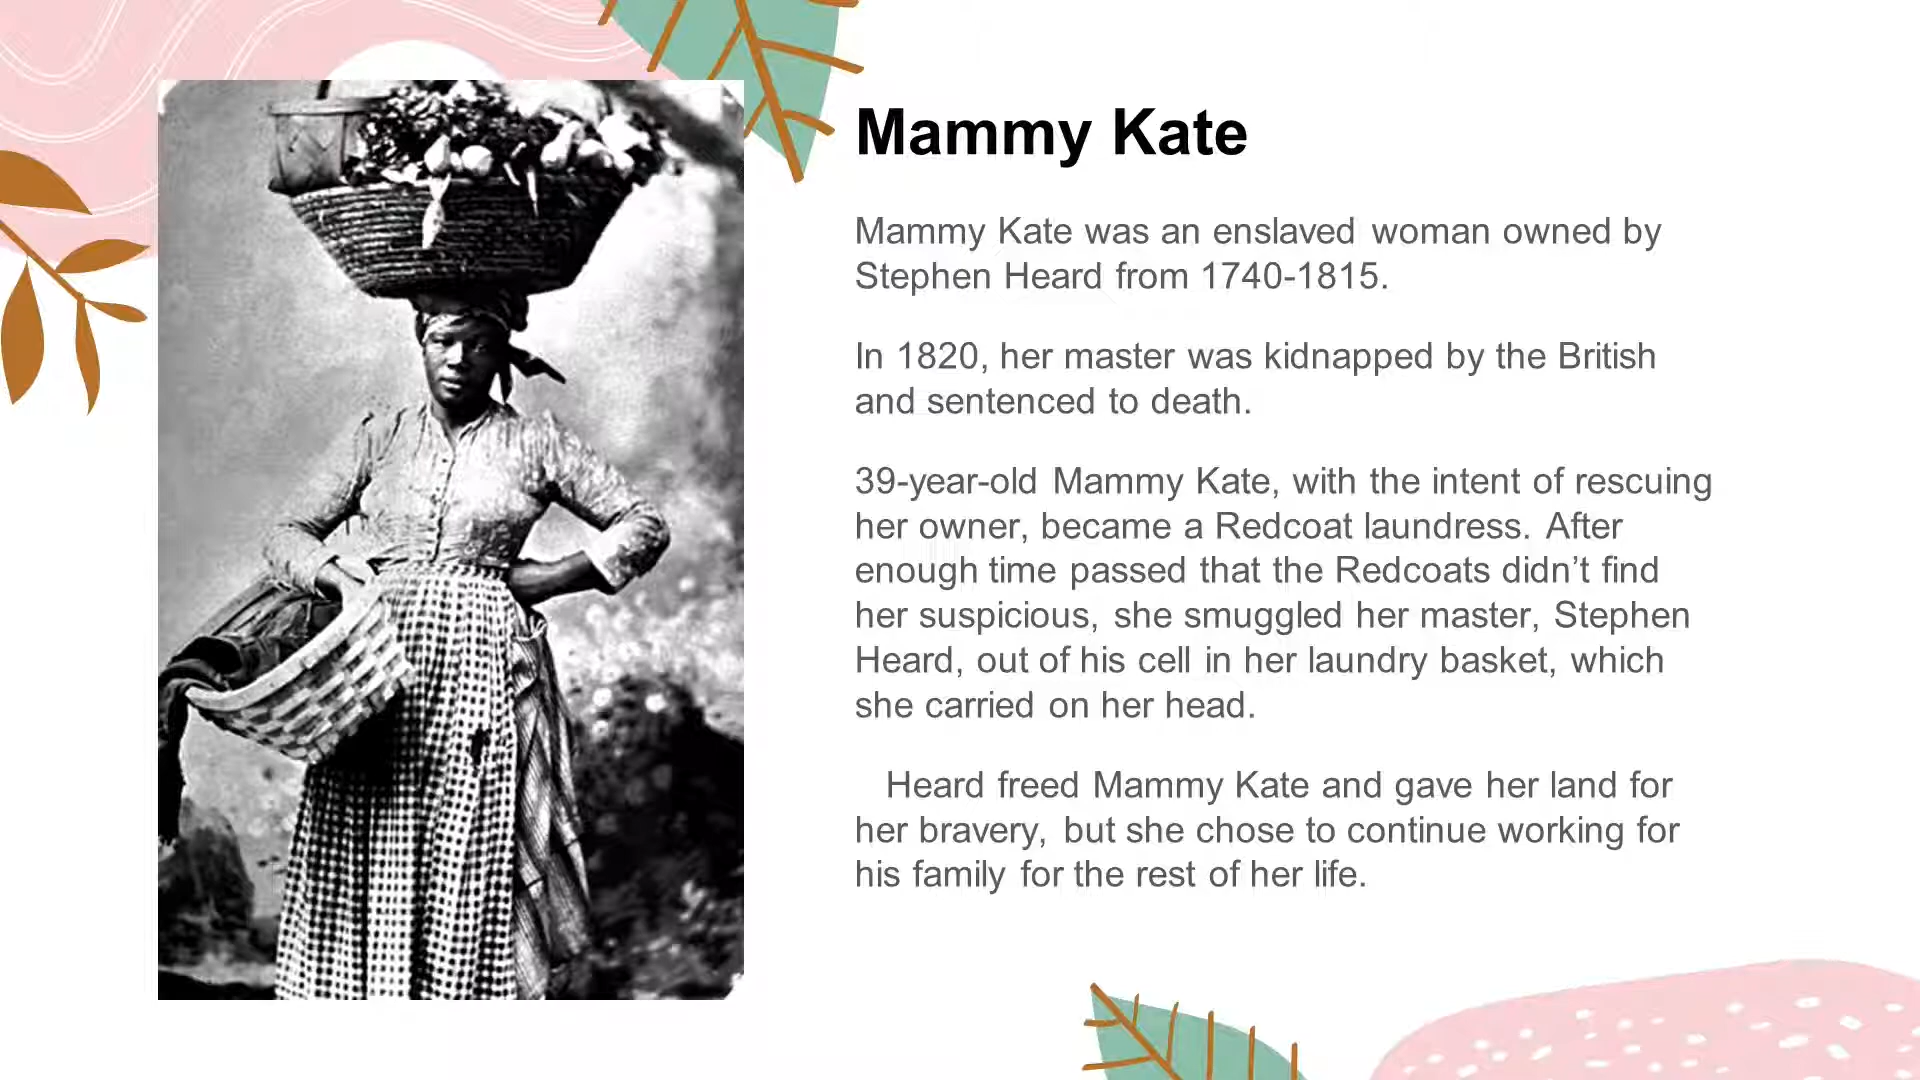 Mammy Kate
Mammy Kate was an enslaved woman owned by
Stephen Heard from 1740-1815.
In 1820, her master was kidnapped by the British
and sentenced to death.
39-year-old Mammy Kate, with the intent of rescuing
her owner, became a Redcoat laundress. After
enough time passed that the Redcoats didn’t find
her suspicious, she smuggled her master, Stephen
Heard, out of his cell in her laundry basket, which
she carried on her head.
Heard freed Mammy Kate and gave her land for
her bravery, but she chose to continue working for
his family for the rest of her life.